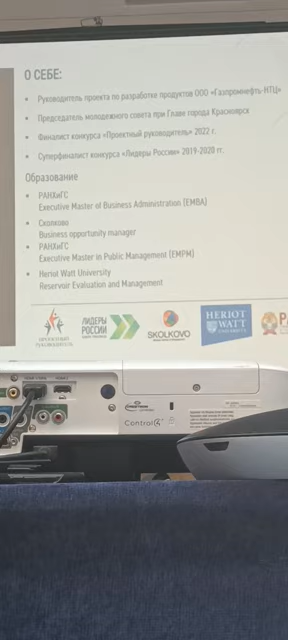 О СЕБЕ:
• Руководитель проекта по разработке продуктов ООО «Газпромнефть-НТЦ»
• Председатель молодежного совета при Главе города Красноярск
• Финалист конкурса «Проектный руководитель» 2022 г.
• Суперфиналист конкурса «Лидеры России» 2019-2020 гг.
Образование
• РАНХиГС
Executive Master of Business Administration (EMBA)
• Сколково
Business opportunity manager
• РАНХиГС
Executive Master in Public Management (EMPM)
• Heriot Watt University
Reservoir Evaluation and Management
ПРОЕКТНЫЙ РУКОВОДИТЕЛЬ
ЛИДЕРЫ РОССИИ
SKOLKOVO
HERIOT WATT UNIVERSITY
РА
Control4